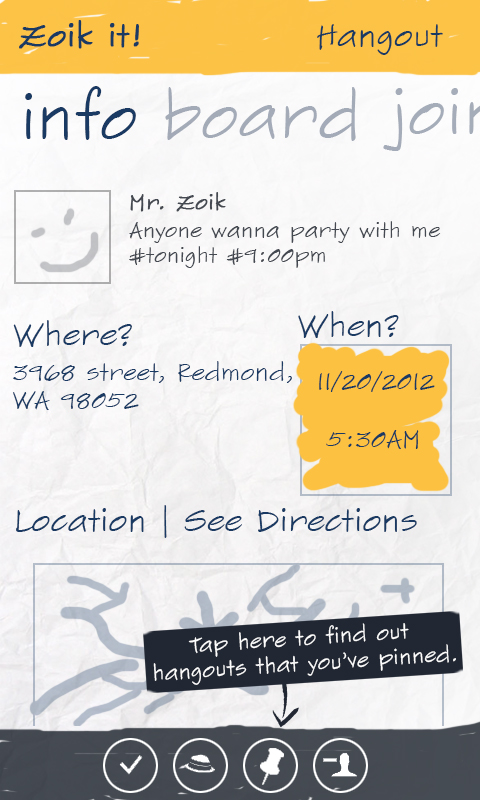 Zoik it! Hangout
info board join
Mr. Zoik
Anyone wanna party with me
#tonight #9:00pm
Where?
3968 street, Redmond,
WA 98052
When?
11/20/2012
5:30AM
Location | See Directions
Tap here to find out
hangouts that you've pinned.